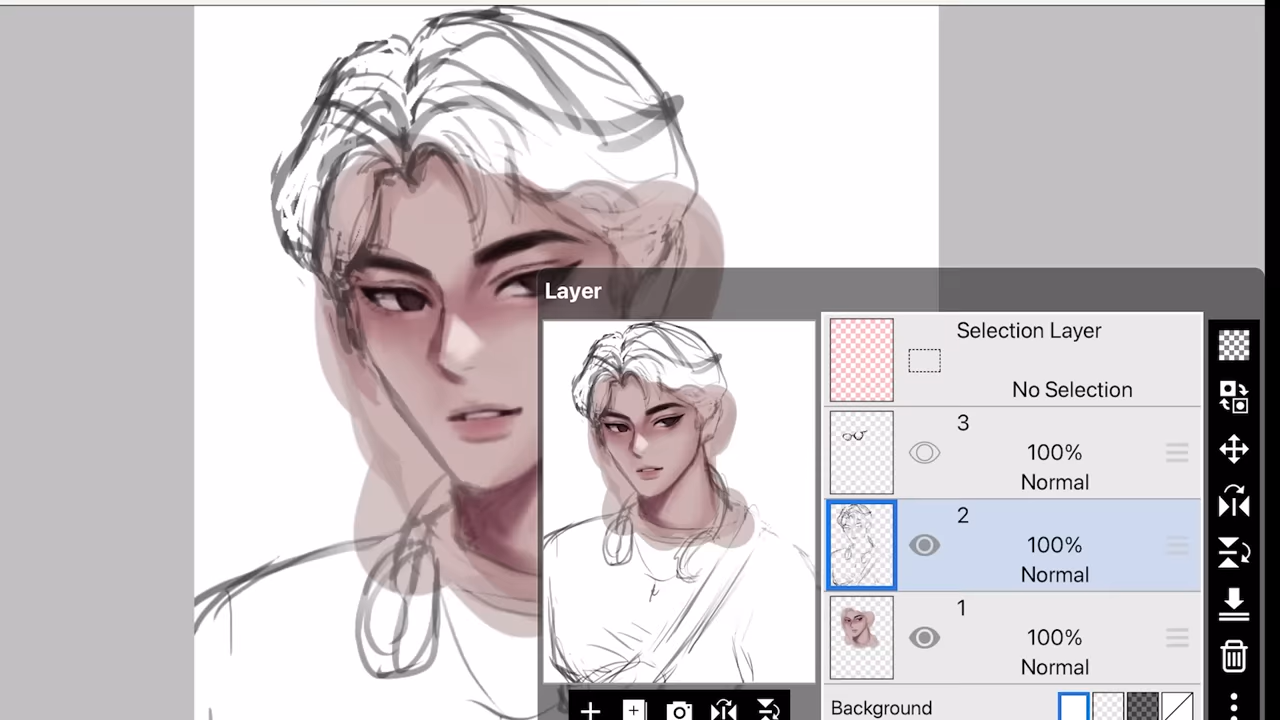 Layer
Selection Layer
No Selection
3
100%
Normal
2
100%
Normal
1
100%
Normal
Background